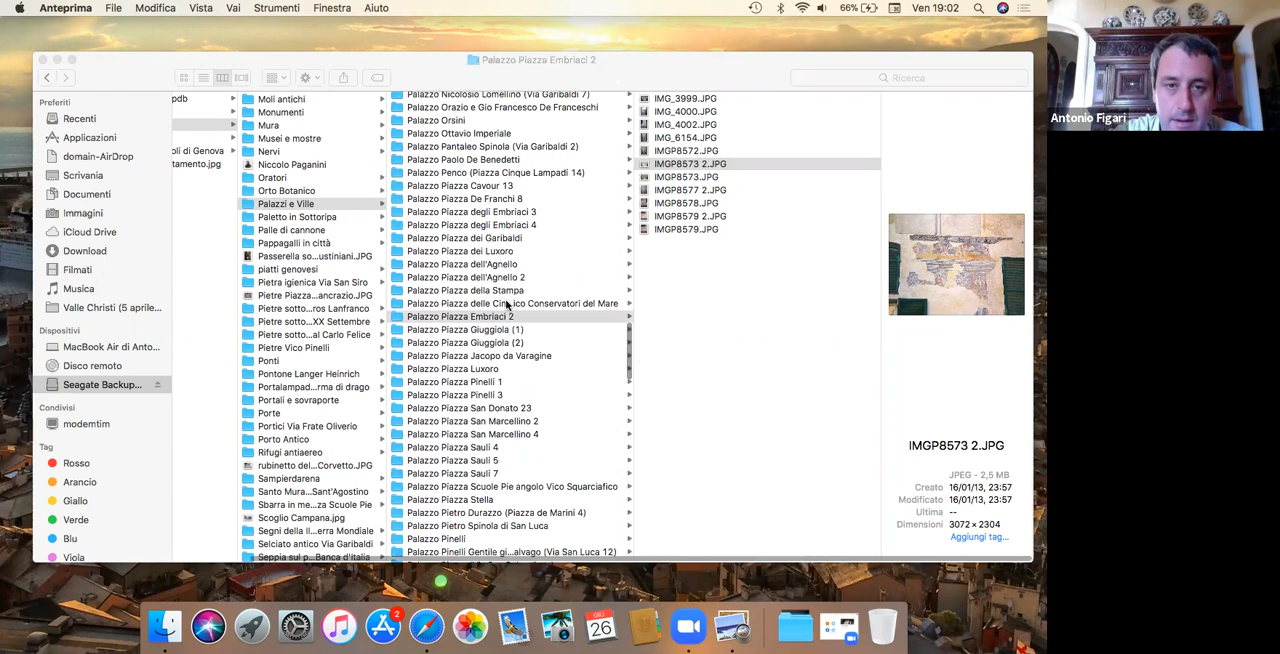 Anteprima File Modifica Vista Vai Strumenti Finestra Aiuto 66% Ven 19:02
Palazzo Piazza Embriaci 2
Ricerca
Preferiti
Recenti
Applicazioni
domain-AirDrop
Scrivania
Documenti
Immagini
iCloud Drive
Download
Filmati
Musica
Valle Christi (5 aprile...
Dispositivi
MacBook Air di Anto...
Disco remoto
Seagate Backup...
Condivisi
modemtim
Tag
Rosso
Arancio
Giallo
Verde
Blu
Viola
pdb
oli di Genova
tamento.jpg
Moli antichi
Monumenti
Mura
Musei e mostre
Nervi
Niccolo Paganini
Oratori
Orto Botanico
Palazzi e Ville
Paletto in Sottoripa
Palle di cannone
Pappagalli in città
Passerella so...ustiniani.JPG
piatti genovesi
Pietra igienica Via San Siro
Pietre Piazza...ancrazio.JPG
Pietre sotto...ros Lanfranco
Pietre sotto...XX Settembre
Pietre sotto...al Carlo Felice
Pietre Vico Pinelli
Ponti
Pontone Langer Heinrich
Portalampad...rma di drago
Portali e sovraporte
Porte
Portici Via Frate Oliverio
Porto Antico
Rifugi antiaereo
rubinetto del...Corvetto.JPG
Sampierdarena
Santo Mura...Sant'Agostino
Sbarra in me...za Scuole Pie
Scoglio Campana.jpg
Segni della II...erra Mondiale
Selciato antico Via Garibaldi
Seppia sul p...Banca d'Italia
Palazzo Nicolosio Lomellino (Via Garibaldi 7)
Palazzo Orazio e Gio Francesco De Franceschi
Palazzo Orsini
Palazzo Ottavio Imperiale
Palazzo Pantaleo Spinola (Via Garibaldi 2)
Palazzo Paolo De Benedetti
Palazzo Penco (Piazza Cinque Lampadi 14)
Palazzo Piazza Cavour 13
Palazzo Piazza De Franchi 8
Palazzo Piazza degli Embriaci 3
Palazzo Piazza degli Embriaci 4
Palazzo Piazza dei Garibaldi
Palazzo Piazza dei Luxoro
Palazzo Piazza dell'Agnello
Palazzo Piazza dell'Agnello 2
Palazzo Piazza della Stampa
Palazzo Piazza delle Cinque Conservatori del Mare
Palazzo Piazza Embriaci 2
Palazzo Piazza Giuggiola (1)
Palazzo Piazza Giuggiola (2)
Palazzo Piazza Jacopo da Varagine
Palazzo Piazza Luxoro
Palazzo Piazza Pinelli 1
Palazzo Piazza Pinelli 3
Palazzo Piazza San Donato 23
Palazzo Piazza San Marcellino 2
Palazzo Piazza San Marcellino 4
Palazzo Piazza Sauli 4
Palazzo Piazza Sauli 5
Palazzo Piazza Sauli 7
Palazzo Piazza Scuole Pie angolo Vico Squarciafico
Palazzo Piazza Stella
Palazzo Pietro Durazzo (Piazza de Marini 4)
Palazzo Pietro Spinola di San Luca
Palazzo Pinelli
Palazzo Pinelli Gentile gi...alvago (Via San Luca 12)
IMG_3999.JPG
IMG_4000.JPG
IMG_4002.JPG
IMG_6154.JPG
IMGP8572.JPG
IMGP8573 2.JPG
IMGP8573.JPG
IMGP8577 2.JPG
IMGP8578.JPG
IMGP8579 2.JPG
IMGP8579.JPG
IMGP8573 2.JPG
JPEG - 2,5 MB
Creato 16/01/13, 23:57
Modificato 16/01/13, 23:57
Ultima --
Dimensioni 3072 × 2304
Aggiungi tag...
Antonio Figari
2
GIU
26